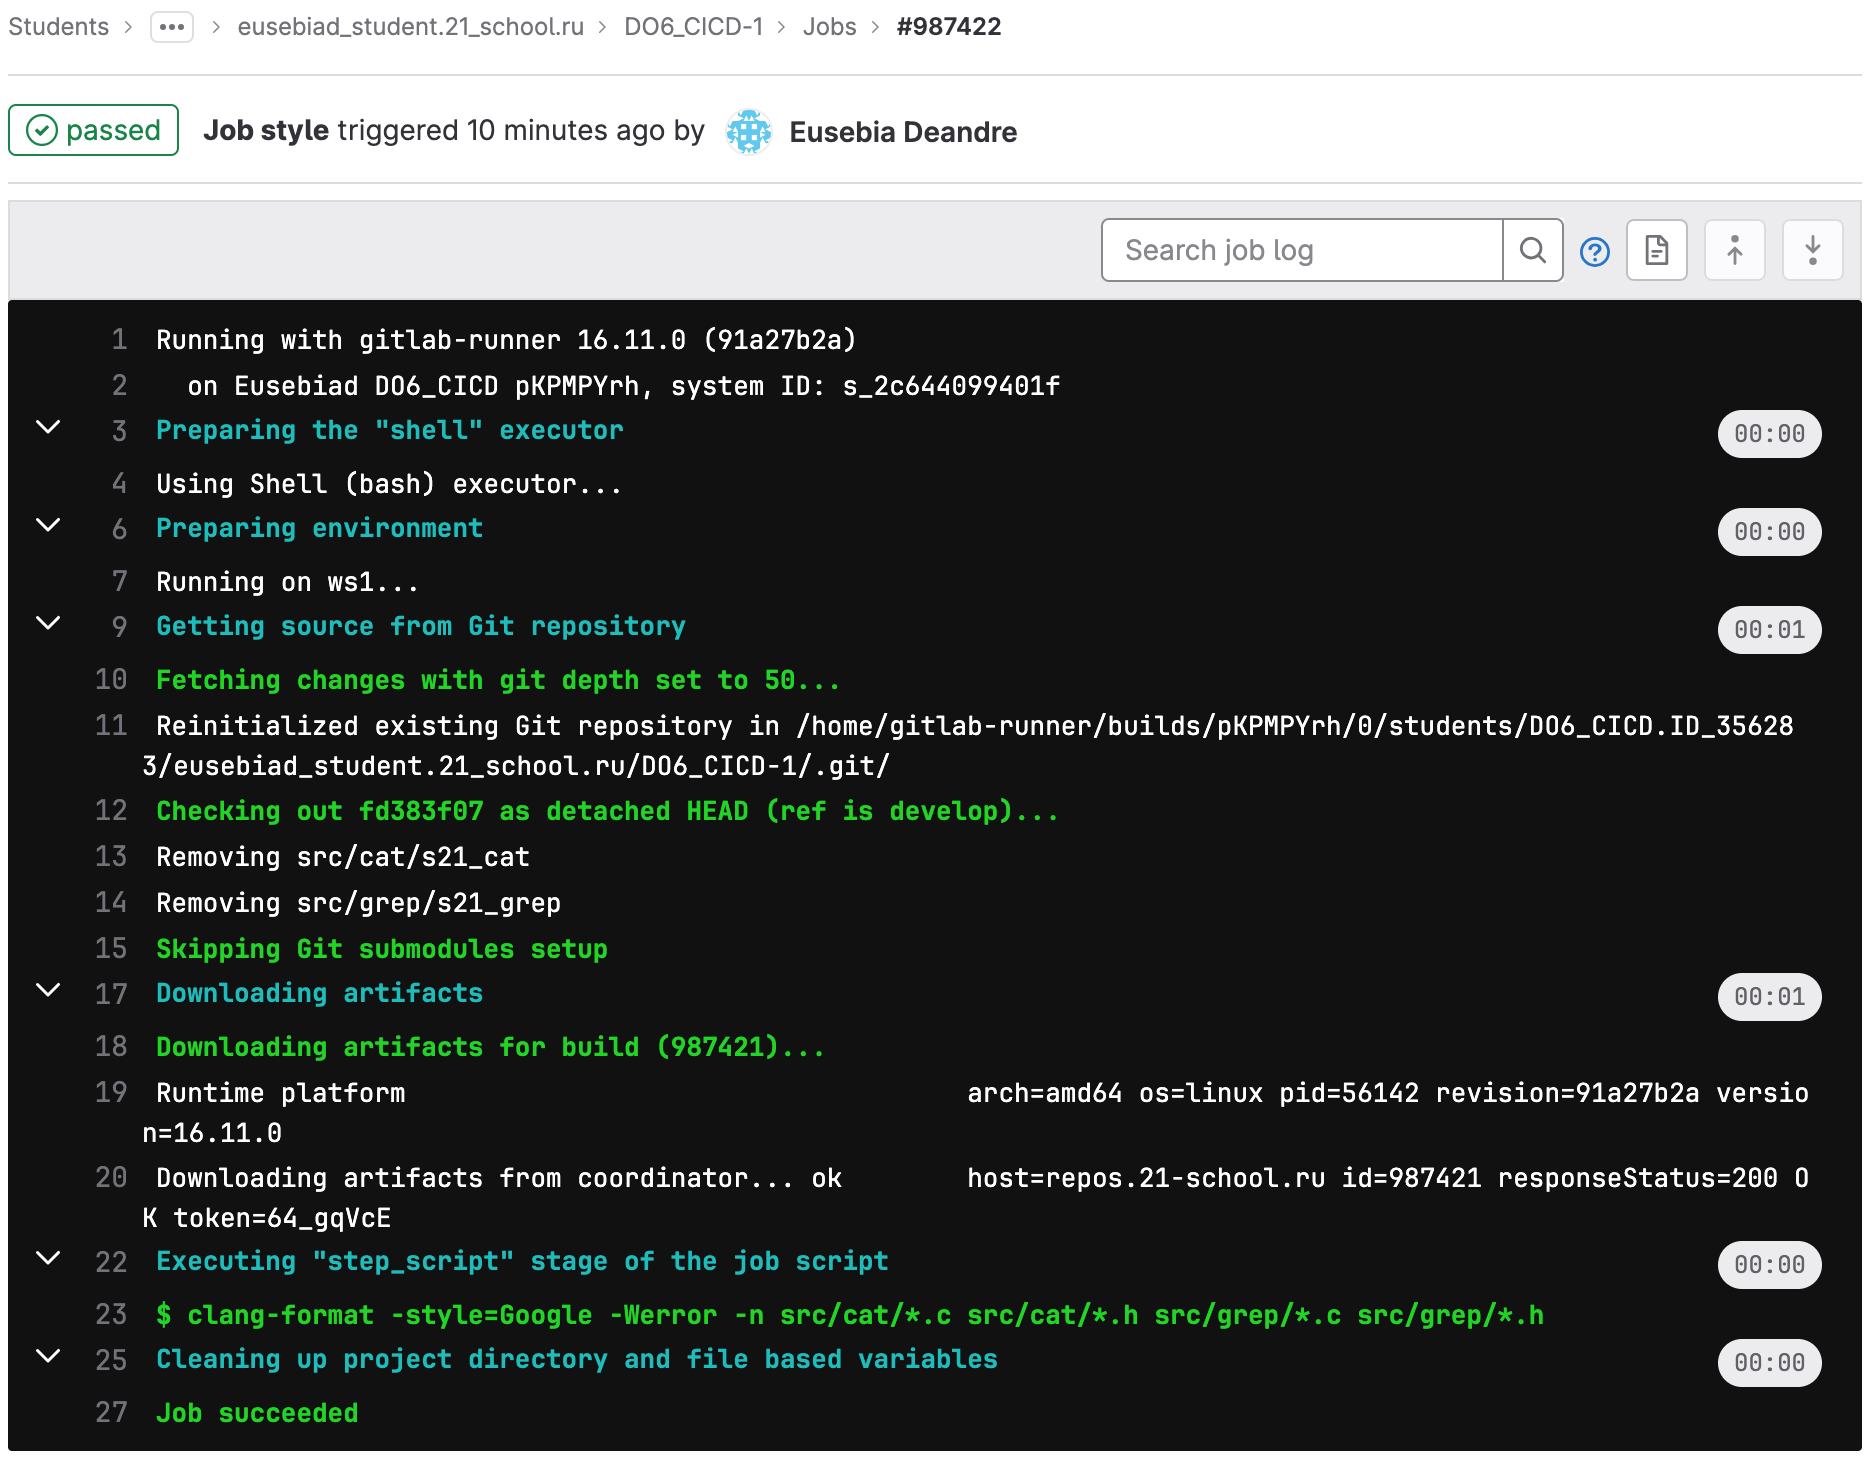 Students > ... > eusebiad_student.21_school.ru > DO6_CICD-1 > Jobs > #987422
passed Job style triggered 10 minutes ago by Eusebia Deandre
Search job log
1 Running with gitlab-runner 16.11.0 (91a27b2a)
2 on Eusebiad DO6_CICD pKPMPYrh, system ID: s_2c644099401f
3 Preparing the "shell" executor 00:00
4 Using Shell (bash) executor...
6 Preparing environment 00:00
7 Running on ws1...
9 Getting source from Git repository 00:01
10 Fetching changes with git depth set to 50...
11 Reinitialized existing Git repository in /home/gitlab-runner/builds/pKPMPYrh/0/students/DO6_CICD.ID_35628
3/eusebiad_student.21_school.ru/DO6_CICD-1/.git/
12 Checking out fd383f07 as detached HEAD (ref is develop)...
13 Removing src/cat/s21_cat
14 Removing src/grep/s21_grep
15 Skipping Git submodules setup
17 Downloading artifacts 00:01
18 Downloading artifacts for build (987421)...
19 Runtime platform arch=amd64 os=linux pid=56142 revision=91a27b2a versio
n=16.11.0
20 Downloading artifacts from coordinator... ok host=repos.21-school.ru id=987421 responseStatus=200 O
K token=64_gqVcE
22 Executing "step_script" stage of the job script 00:00
23 $ clang-format -style=Google -Werror -n src/cat/*.c src/cat/*.h src/grep/*.c src/grep/*.h
25 Cleaning up project directory and file based variables 00:00
27 Job succeeded